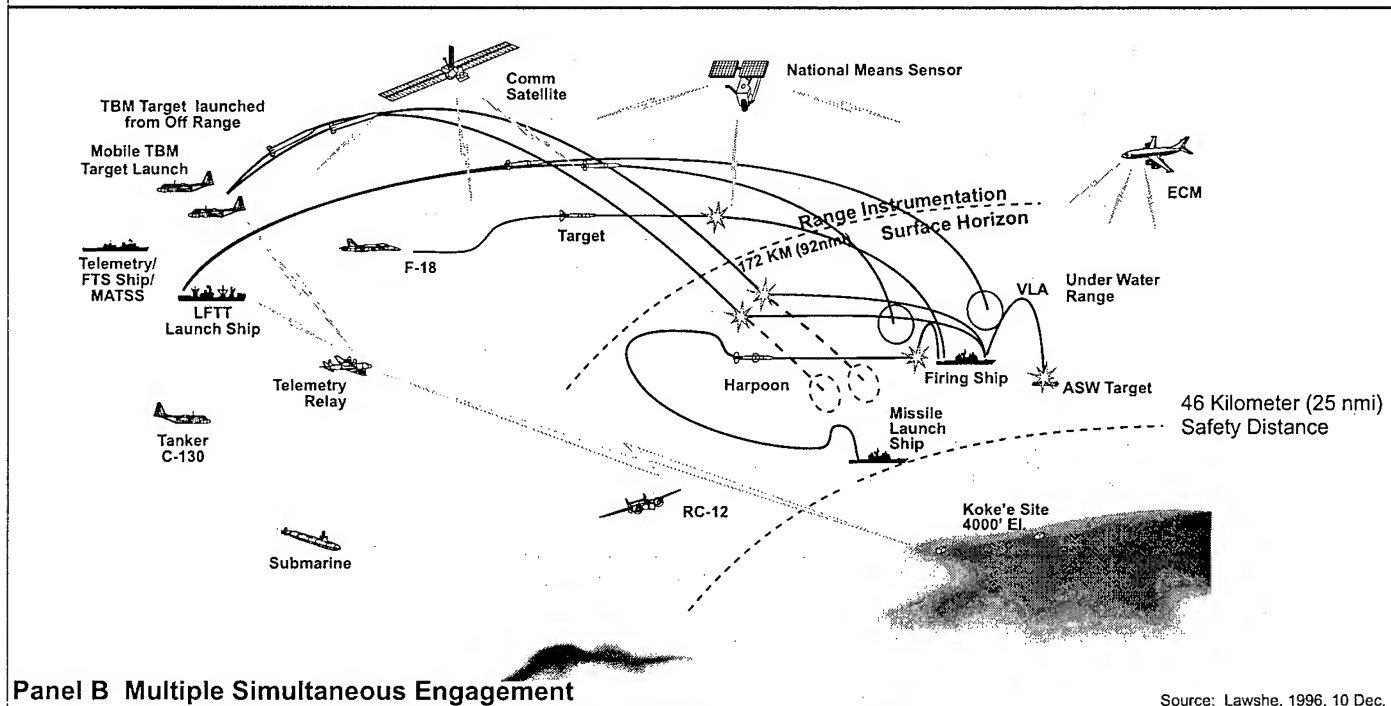 Comm
Satellite
National Means Sensor
TBM Target launched
from Off Range
Mobile TBM
Target Launch
ECM
Range Instrumentation
Surface Horizon
172 KM (92nmi)
Target
F-18
Telemetry/
FTS Ship/
MATSS
LFTT
Launch Ship
VLA
Under Water
Range
Telemetry
Relay
Harpoon
Firing Ship
ASW Target
46 Kilometer (25 nmi)
Safety Distance
Tanker
C-130
Missile
Launch
Ship
RC-12
Koke'e Site
4000' El.
Submarine
Panel B Multiple Simultaneous Engagement
Source: Lawshe, 1996, 10 Dec.